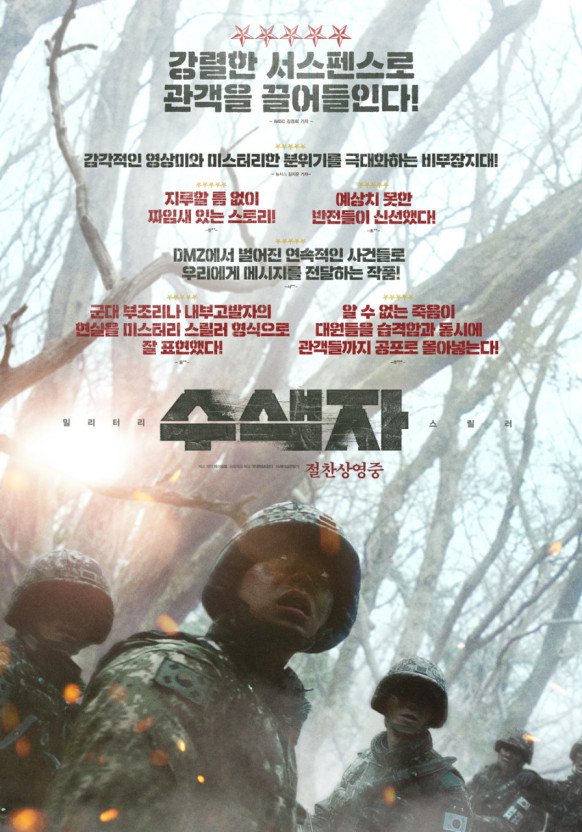 강렬한 서스펜스로
관객을 끌어들인다!
감각적인 영상미와 미스터리한 분위기를 극대화하는 비무장지대!
지루할 틈 없이
짜임새 있는 스토리!
예상치 못한
반전들이 신선했다!
DMZ에서 벌어진 연속적인 사건들로
우리에게 메시지를 전달하는 작품!
군대 부조리나 내부고발자의
현실을 미스터리 스릴러 형식으로
잘 표현했다!
알 수 없는 죽음이
대원들을 습격함과 동시에
관객들까지 공포로 몰아넣는다!
밀리터리 수색자 스릴러
절찬상영중